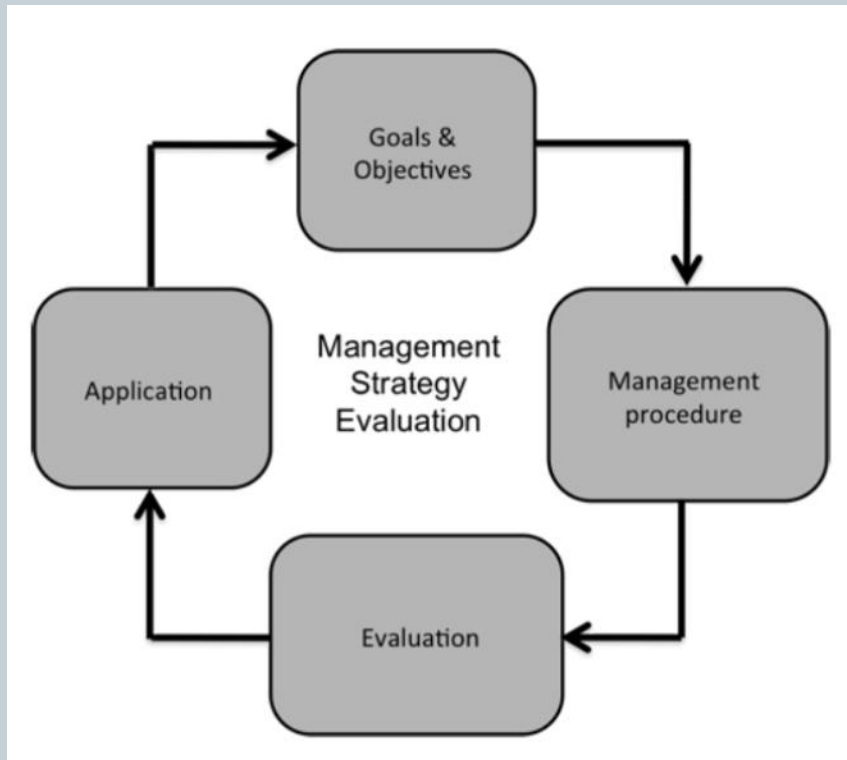 Goals &
Objectives
Management
procedure
Evaluation
Application
Management
Strategy
Evaluation